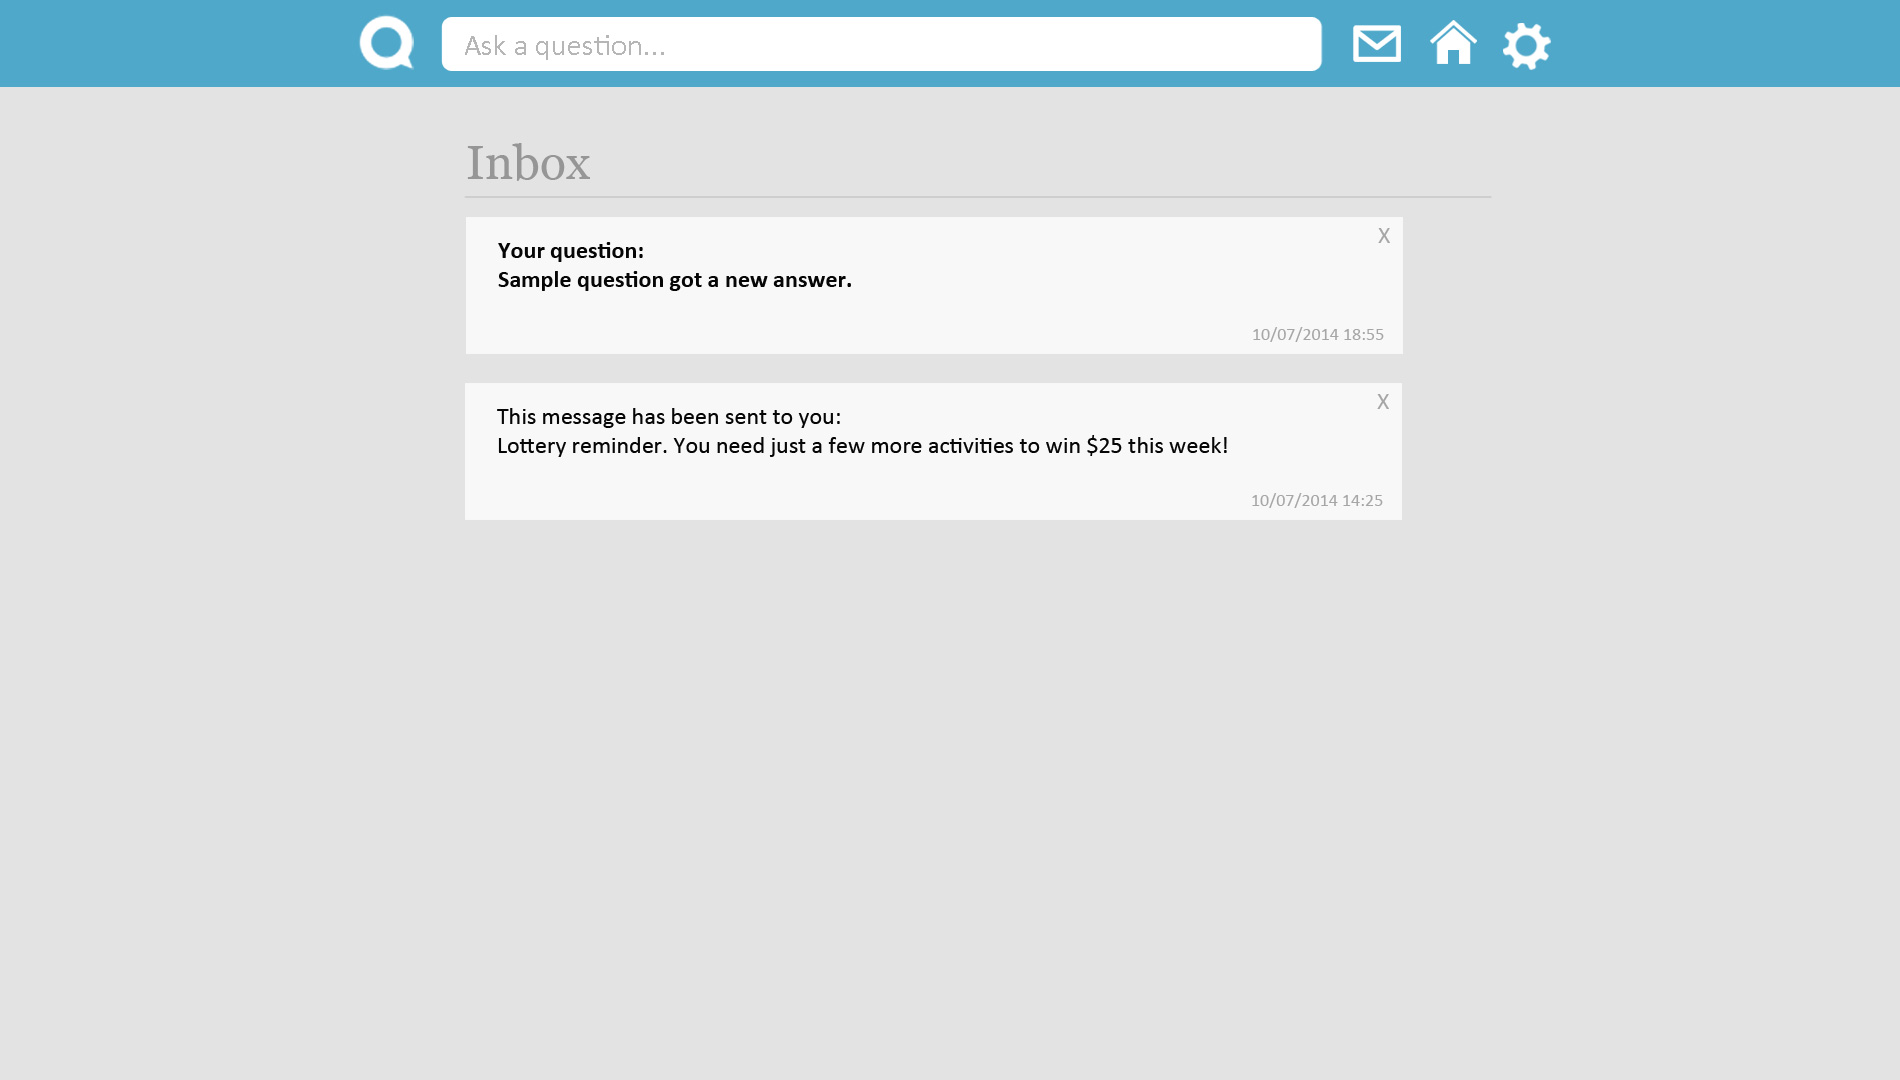 Ask a question...
Inbox
X
Your question:
Sample question got a new answer.
10/07/2014 18:55
X
This message has been sent to you:
Lottery reminder. You need just a few more activities to win $25 this week!
10/07/2014 14:25